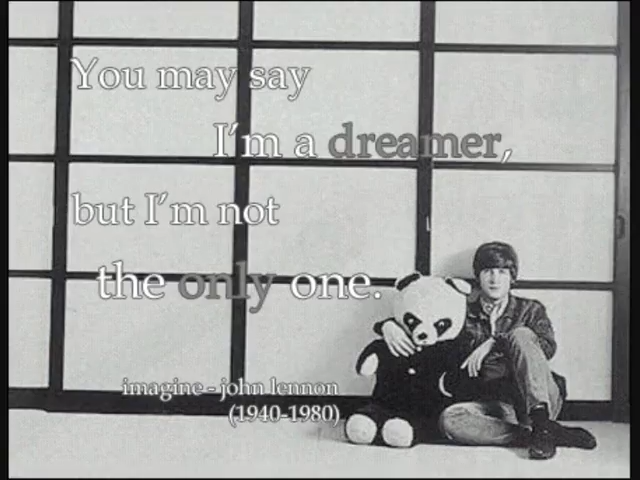 You may say
I'm a dreamer,
but I'm not
the only one.
imagine - john lennon
(1940-1980)